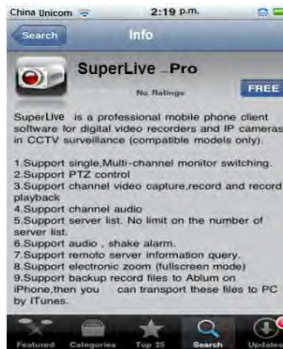 China Unicom 2:19 p.m.
Search Info
SuperLive Pro
No Ratings
FREE
SuperLive is a professional mobile phone client
software for digital video recorders and IP cameras
in CCTV surveillance (compatible models only).
1.Support single,Multi-channel monitor switching.
2.Support PTZ control
3.Support channel video capture,record and record
playback
4.Support channel audio
5.Support server list. No limit on the number of
server list.
6.Support audio , shake alarm.
7.Support remoto server information query.
8.Support electronic zoom (fullscreen mode)
9.Support backup record files to Ablum on
iPhone,then you can transport these files to PC
by ITunes.
Featured Categories Top 25 Search Updates